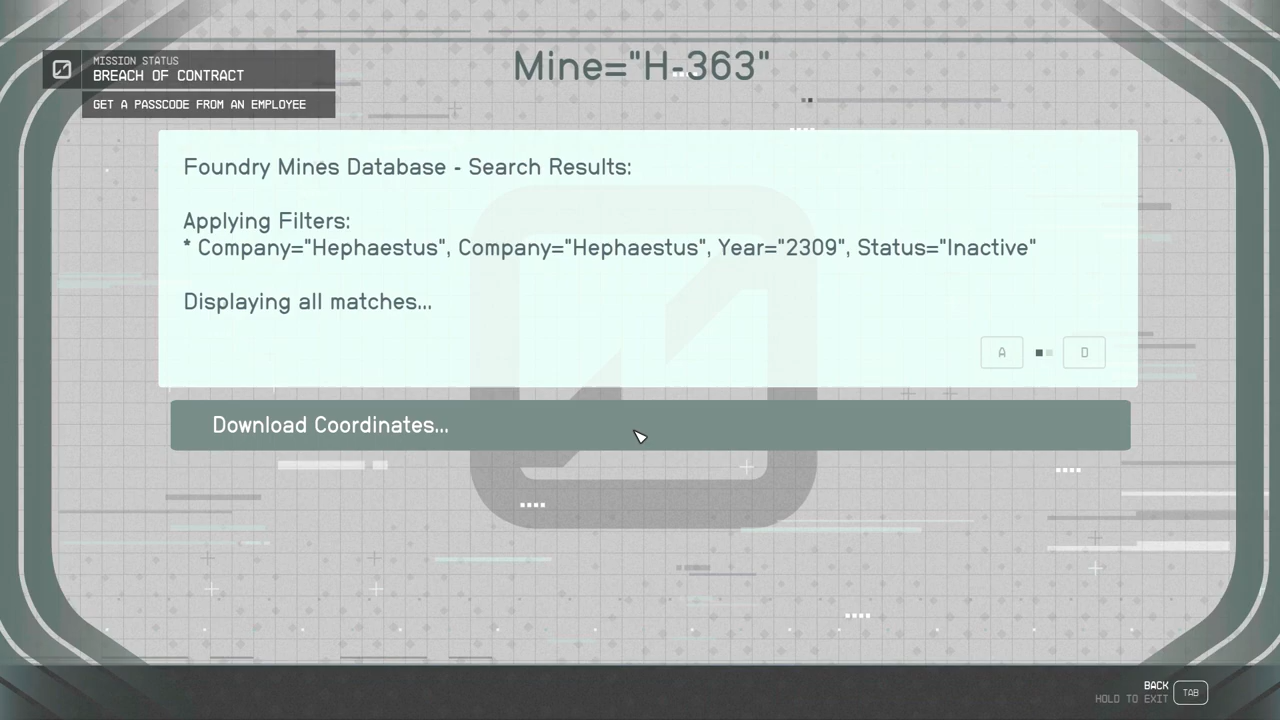 MISSION STATUS
BREACH OF CONTRACT
GET A PASSCODE FROM AN EMPLOYEE
Mine="H-363"
Foundry Mines Database - Search Results:
Applying Filters:
* Company="Hephaestus", Company="Hephaestus", Year="2309", Status="Inactive"
Displaying all matches...
A
D
Download Coordinates...
BACK
HOLD TO EXIT
TAB